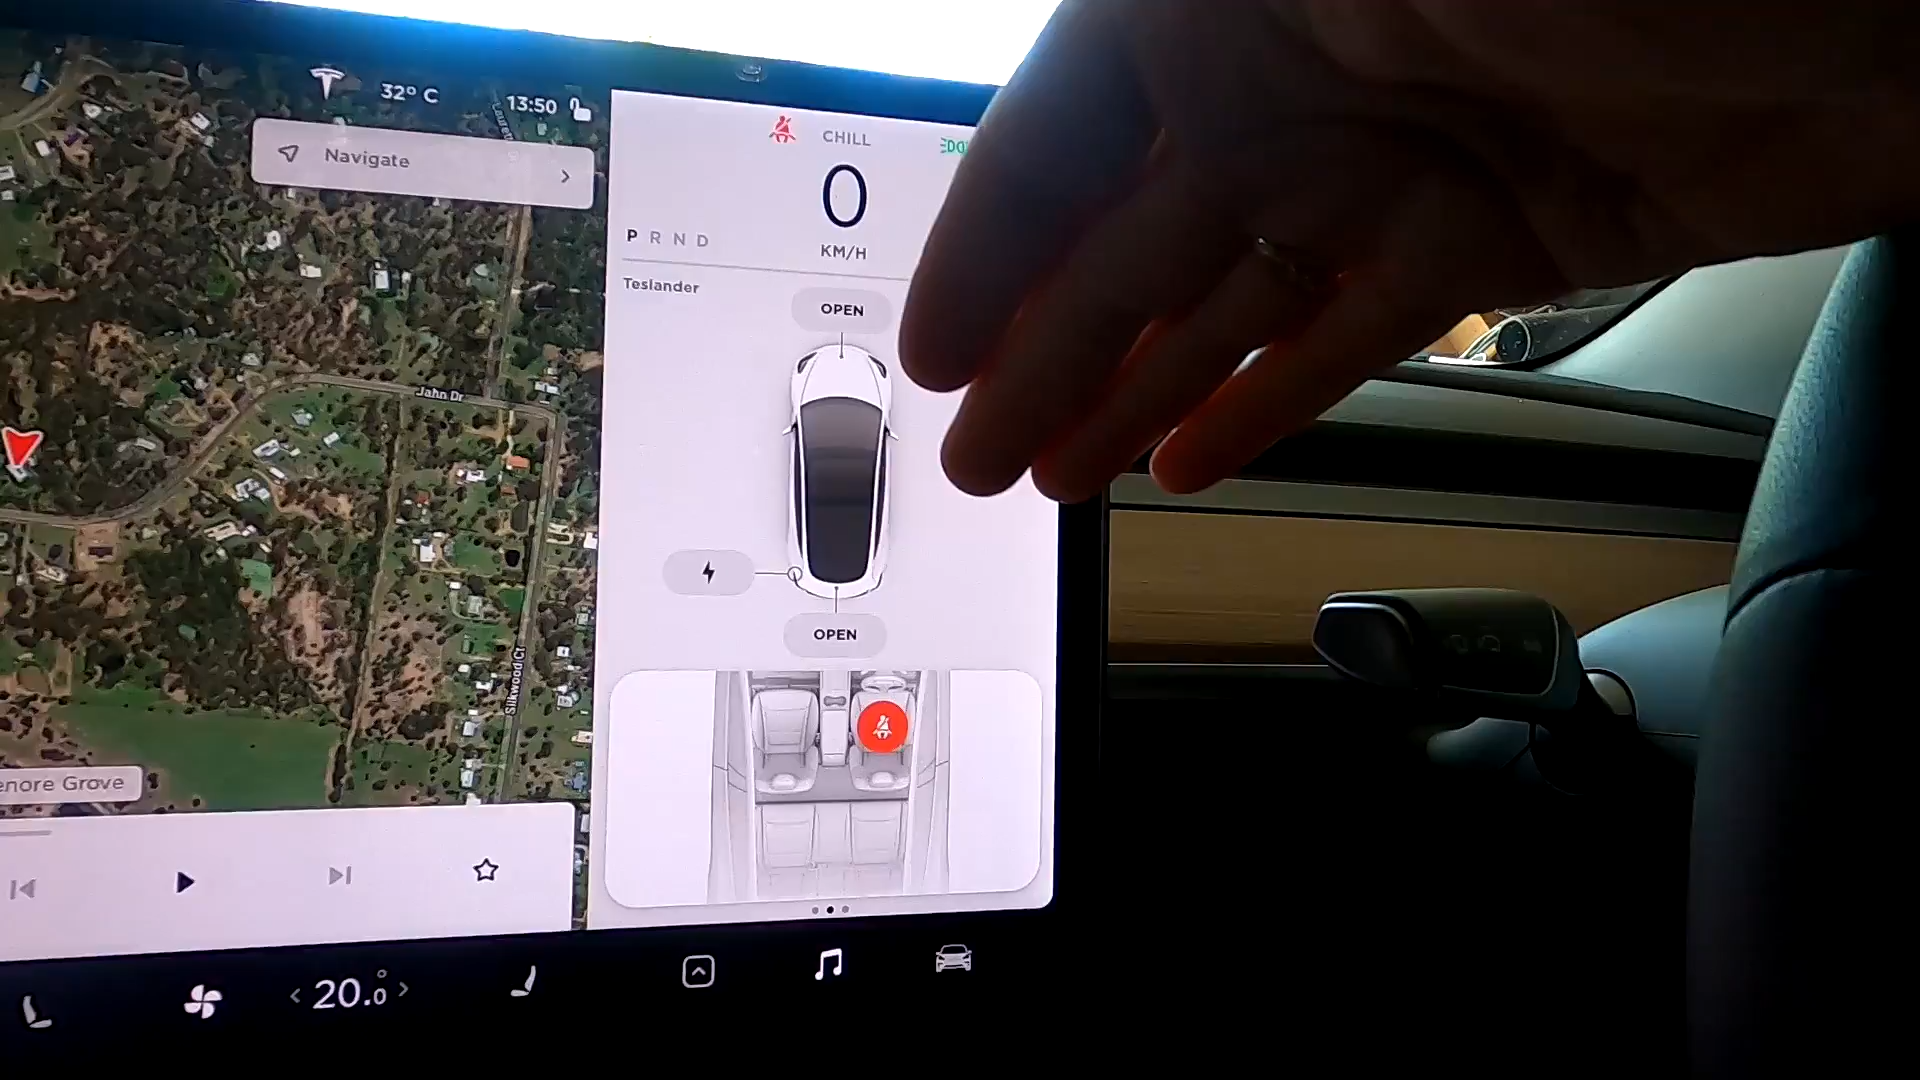 32° C
13:50
Navigate
CHILL
0
KM/H
P R N D
Teslander
OPEN
OPEN
Jahn Dr
Silkwood Ct
enore Grove
20.0°